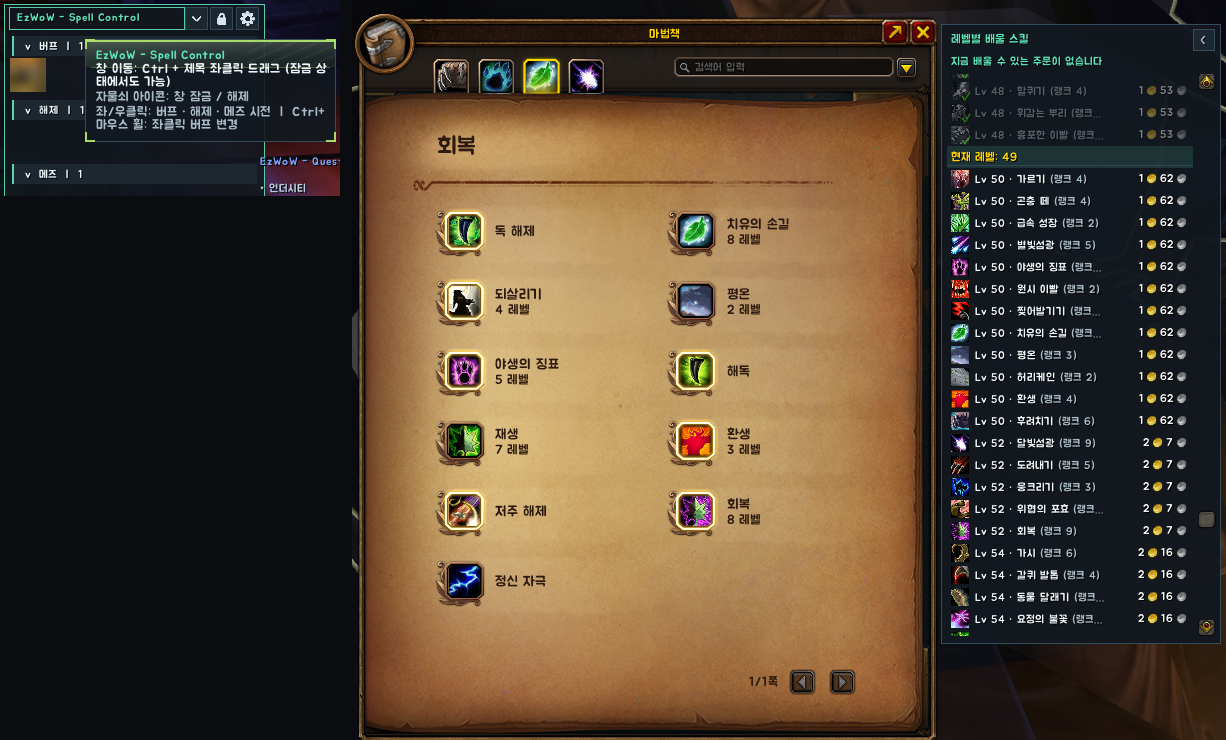 EzWoW - Spell Control
v 버프 | 1
EzWoW - Spell Control
창 이동: Ctrl + 제목 좌클릭 드래그 (잠금 상
태에서도 가능)
자물쇠 아이콘: 창 잠금 / 해제
좌/우클릭: 버프 · 해제 · 메즈 시전 | Ctrl+
마우스 휠: 좌클릭 버프 변경
v 해제 | 1
EzWoW - Ques
v 메즈 | 1
언더시티
마법책
검색어 입력
회복
독 해제
치유의 손길
8 레벨
되살리기
4 레벨
평온
2 레벨
야생의 징표
5 레벨
해독
재생
7 레벨
환생
3 레벨
저주 해제
회복
8 레벨
정신 자극
1/1쪽
레벨별 배울 스킬
지금 배울 수 있는 주문이 없습니다
Lv 48 · 할퀴기 (랭크 4) 1 53
Lv 48 · 휘감는 뿌리 (랭크... 1 53
Lv 48 · 흉포한 이빨 (랭크... 1 53
현재 레벨: 49
Lv 50 · 가르기 (랭크 4) 1 62
Lv 50 · 곤충 떼 (랭크 4) 1 62
Lv 50 · 급속 성장 (랭크 2) 1 62
Lv 50 · 별빛섬광 (랭크 5) 1 62
Lv 50 · 야생의 징표 (랭크... 1 62
Lv 50 · 원시 이빨 (랭크 2) 1 62
Lv 50 · 찢어발기기 (랭크... 1 62
Lv 50 · 치유의 손길 (랭크... 1 62
Lv 50 · 평온 (랭크 3) 1 62
Lv 50 · 허리케인 (랭크 2) 1 62
Lv 50 · 환생 (랭크 4) 1 62
Lv 50 · 후려치기 (랭크 6) 1 62
Lv 52 · 달빛섬광 (랭크 9) 2 7
Lv 52 · 도려내기 (랭크 5) 2 7
Lv 52 · 웅크리기 (랭크 3) 2 7
Lv 52 · 위협의 포효 (랭크... 2 7
Lv 52 · 회복 (랭크 9) 2 7
Lv 54 · 가시 (랭크 6) 2 16
Lv 54 · 갈퀴 발톱 (랭크 4) 2 16
Lv 54 · 동물 달래기 (랭크... 2 16
Lv 54 · 요정의 불꽃 (랭크... 2 16